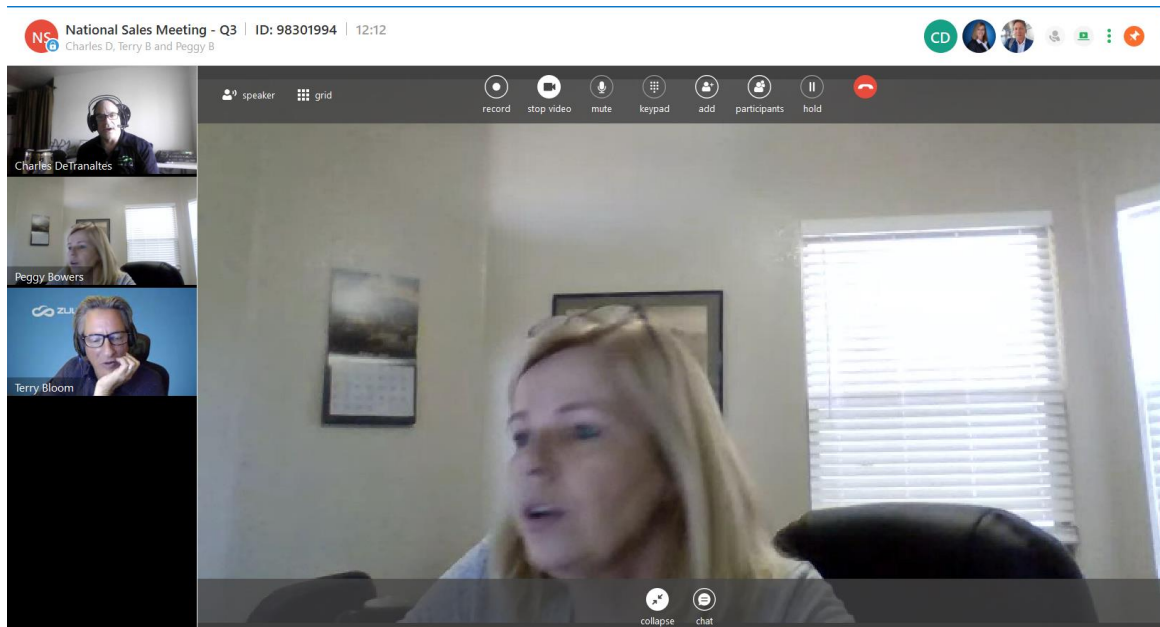 NS
National Sales Meeting - Q3 | ID: 98301994 | 12:12
Charles D, Terry B and Peggy B
CD
speaker
grid
record
stop video
mute
keypad
add
participants
hold
Charles DeTranaltes
Peggy Bowers
Terry Bloom
collapse
chat